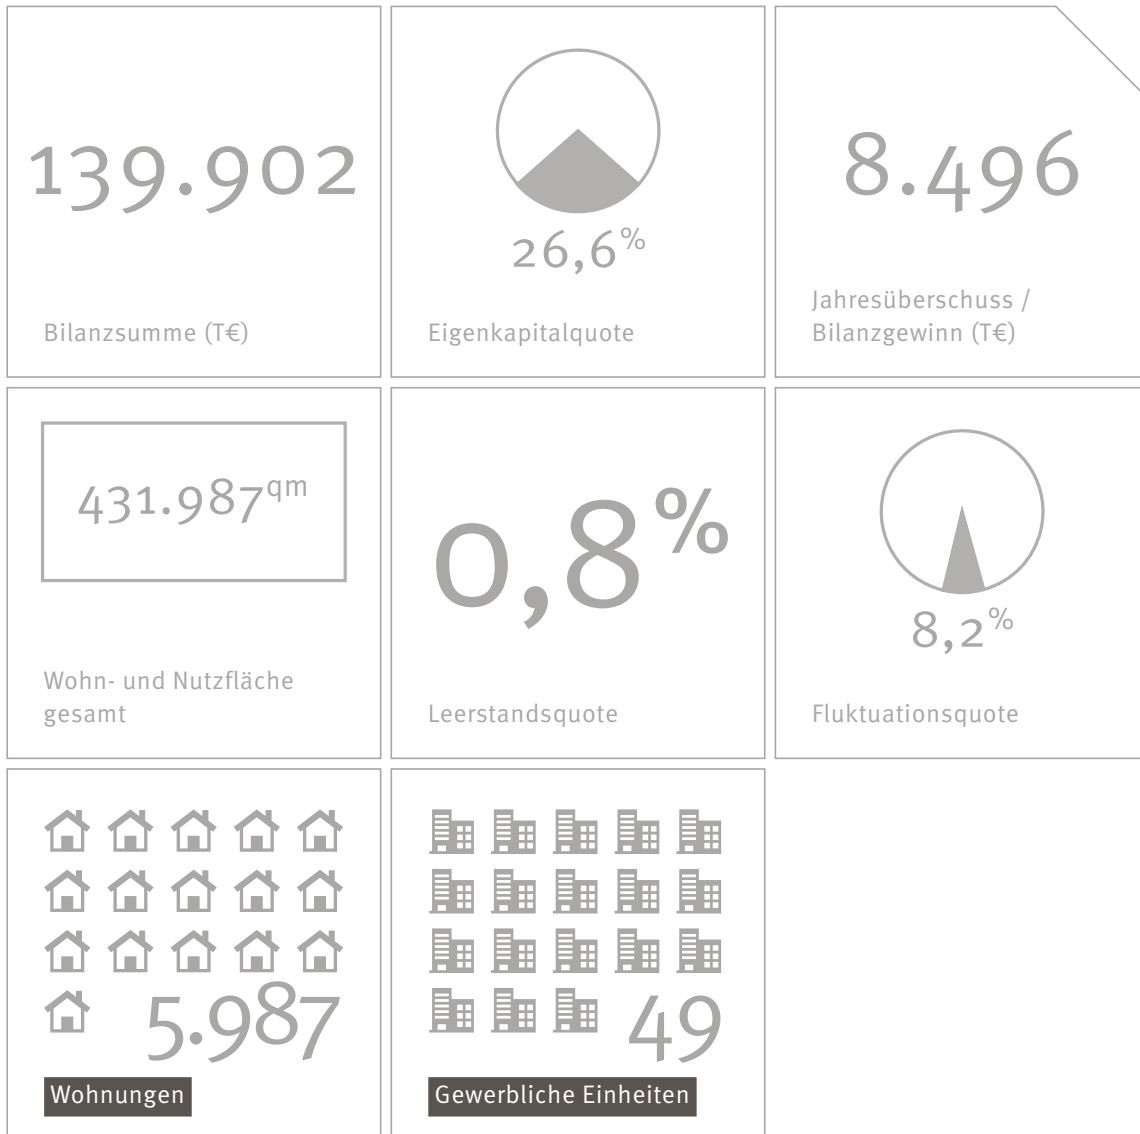 139.902
Bilanzsumme (T€)
26,6%
Eigenkapitalquote
8.496
Jahresüberschuss /
Bilanzgewinn (T€)
431.987qm
Wohn- und Nutzfläche
gesamt
0,8%
Leerstandsquote
8,2%
Fluktuationsquote
5.987
Wohnungen
49
Gewerbliche Einheiten